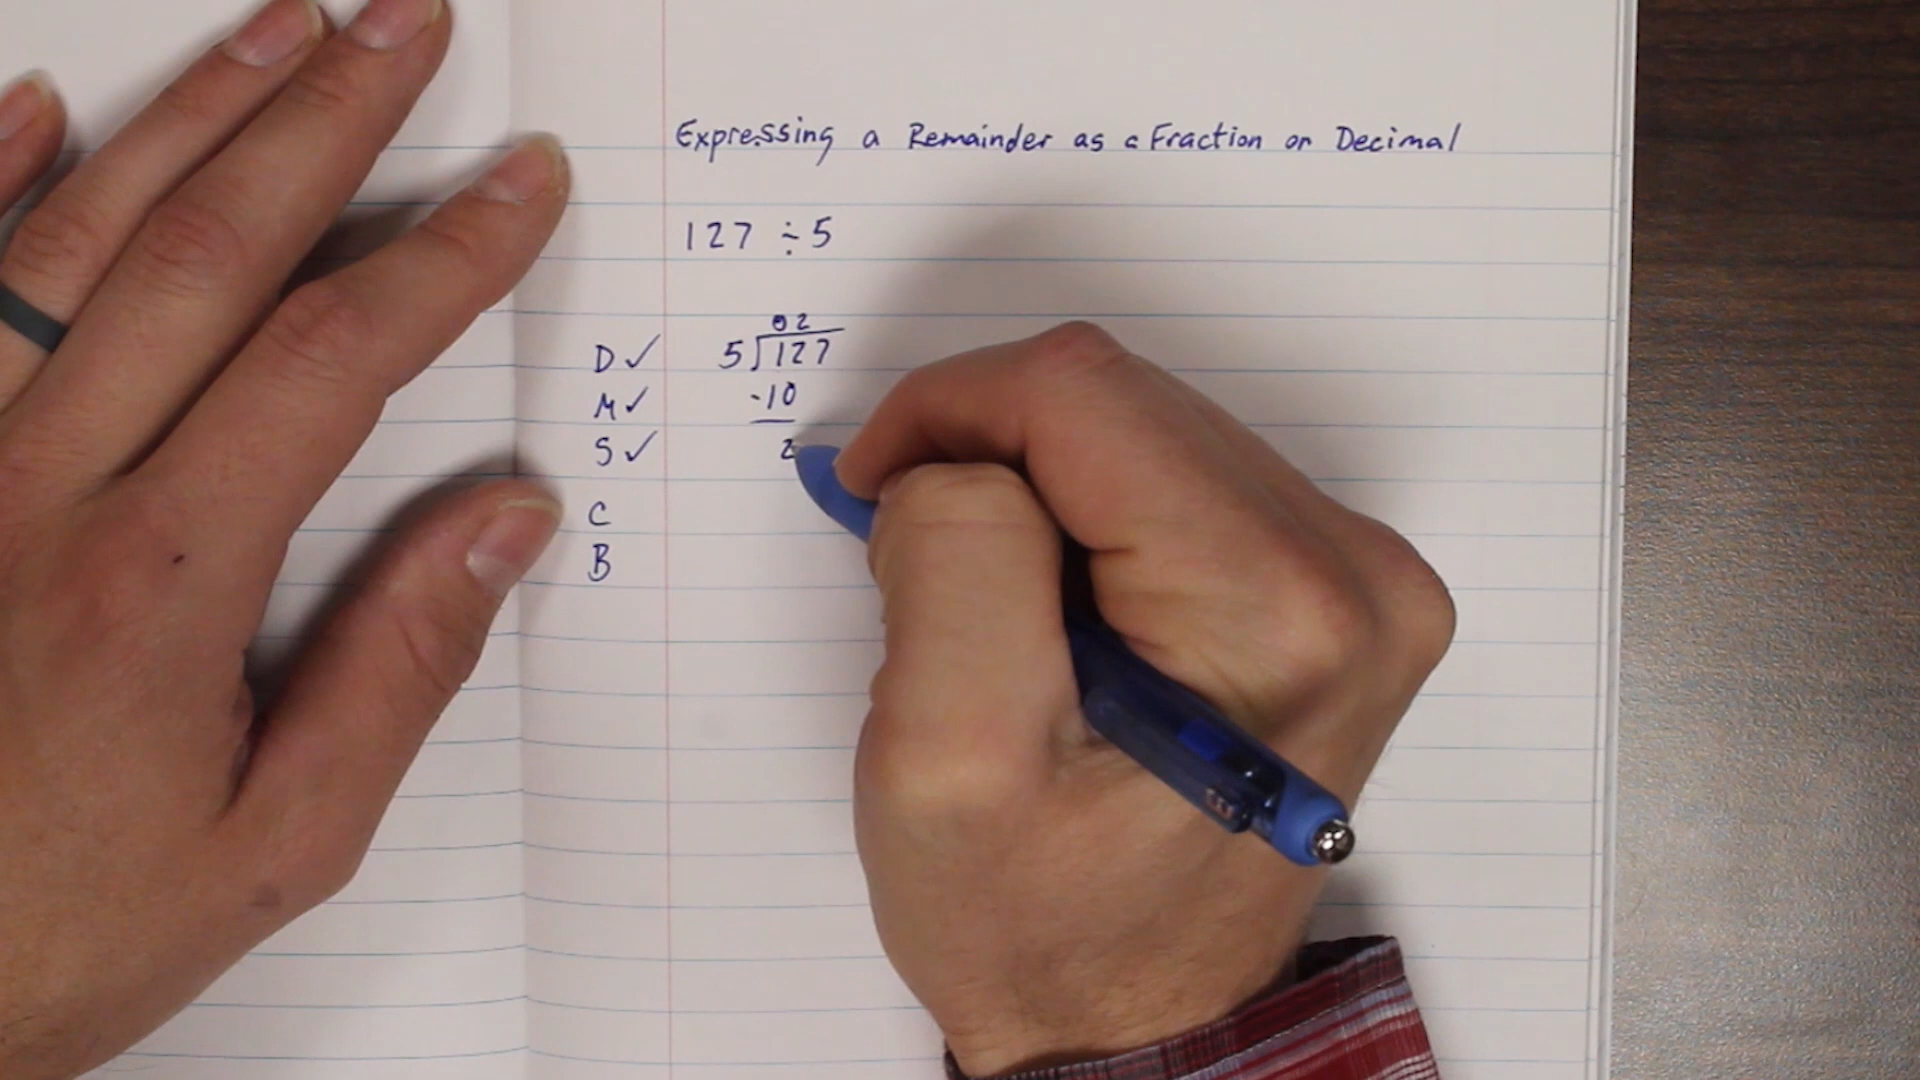 Expressing a Remainder as a Fraction or Decimal
127 ÷ 5
02
D✓ 5)127
M✓ -10
S✓ 2
C
B